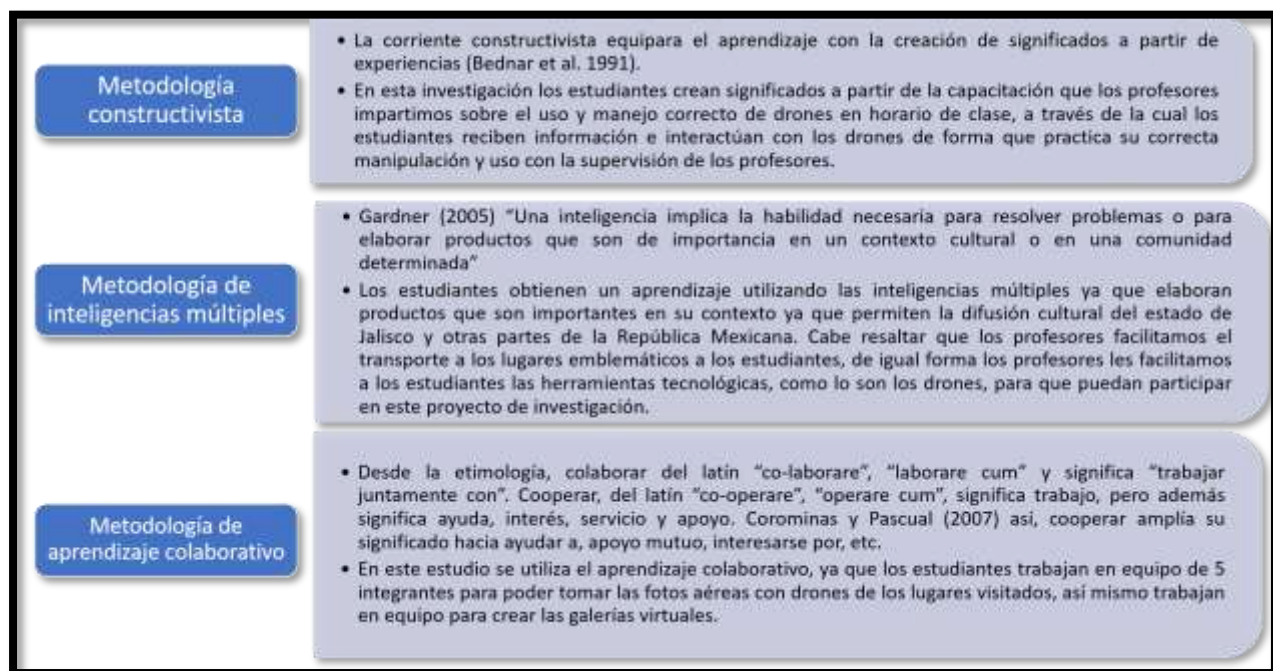 Metodología
constructivista
• La corriente constructivista equipara el aprendizaje con la creación de significados a partir de
experiencias (Bednar et al. 1991).
• En esta investigación los estudiantes crean significados a partir de la capacitación que los profesores
impartimos sobre el uso y manejo correcto de drones en horario de clase, a través de la cual los
estudiantes reciben información e interactúan con los drones de forma que practica su correcta
manipulación y uso con la supervisión de los profesores.
Metodología de
inteligencias múltiples
• Gardner (2005) “Una inteligencia implica la habilidad necesaria para resolver problemas o para
elaborar productos que son de importancia en un contexto cultural o en una comunidad
determinada”
• Los estudiantes obtienen un aprendizaje utilizando las inteligencias múltiples ya que elaboran
productos que son importantes en su contexto ya que permiten la difusión cultural del estado de
Jalisco y otras partes de la República Mexicana. Cabe resaltar que los profesores facilitamos el
transporte a los lugares emblemáticos a los estudiantes, de igual forma los profesores les facilitamos
a los estudiantes las herramientas tecnológicas, como lo son los drones, para que puedan participar
en este proyecto de investigación.
Metodología de
aprendizaje colaborativo
• Desde la etimología, colaborar del latín “co-laborare”, “laborare cum” y significa “trabajar
juntamente con”. Cooperar, del latín “co-operare”, “operare cum”, significa trabajo, pero además
significa ayuda, interés, servicio y apoyo. Corominas y Pascual (2007) así, cooperar amplía su
significado hacia ayudar a, apoyo mutuo, interesarse por, etc.
• En este estudio se utiliza el aprendizaje colaborativo, ya que los estudiantes trabajan en equipo de 5
integrantes para poder tomar las fotos aéreas con drones de los lugares visitados, así mismo trabajan
en equipo para crear las galerías virtuales.